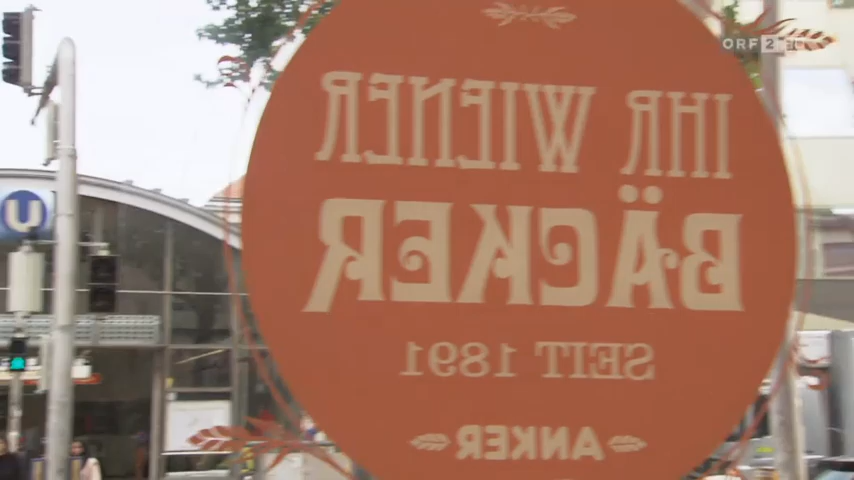 ORF 2
IHR WIENER
BÄCKER
SEIT 1891
ANKER
U